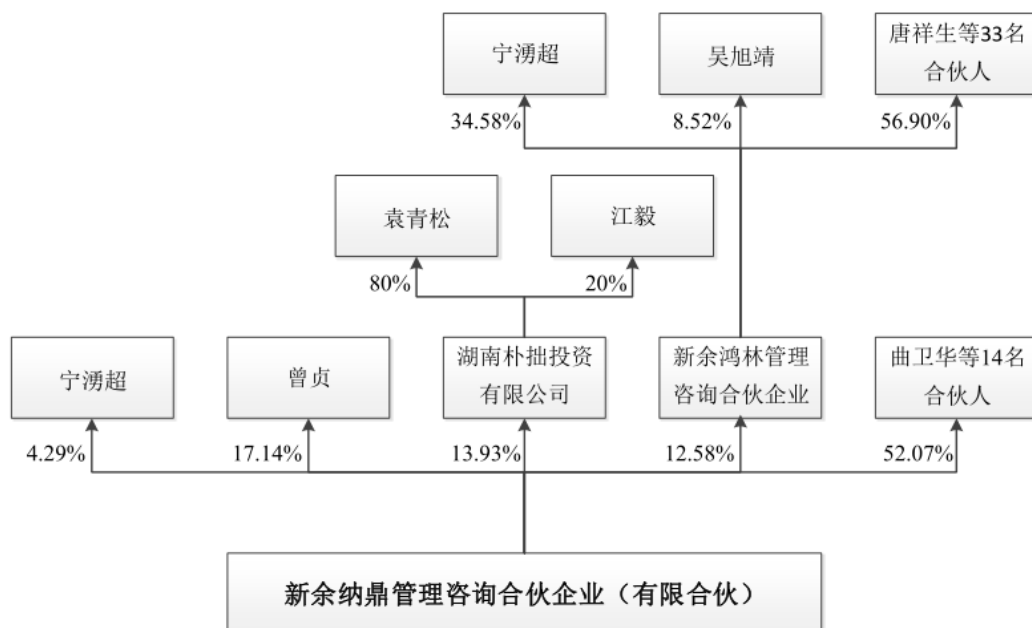 宁湧超
吴旭靖
唐祥生等33名
合伙人
34.58%
8.52%
56.90%
袁青松
江毅
80%
20%
宁湧超
曾贞
湖南朴拙投资
有限公司
新余鸿林管理
咨询合伙企业
曲卫华等14名
合伙人
4.29%
17.14%
13.93%
12.58%
52.07%
新余纳鼎管理咨询合伙企业（有限合伙）